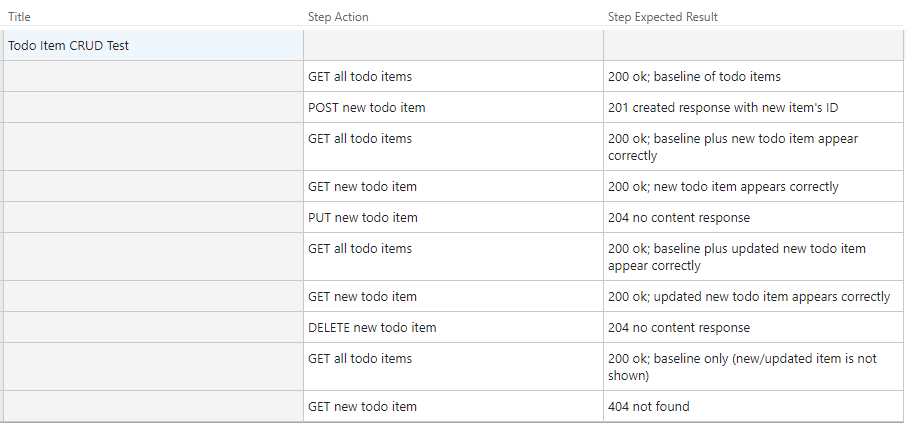 Title Step Action Step Expected Result
Todo Item CRUD Test
GET all todo items 200 ok; baseline of todo items
POST new todo item 201 created response with new item's ID
GET all todo items 200 ok; baseline plus new todo item appear
correctly
GET new todo item 200 ok; new todo item appears correctly
PUT new todo item 204 no content response
GET all todo items 200 ok; baseline plus updated new todo item
appear correctly
GET new todo item 200 ok; updated new todo item appears correctly
DELETE new todo item 204 no content response
GET all todo items 200 ok; baseline only (new/updated item is not
shown)
GET new todo item 404 not found